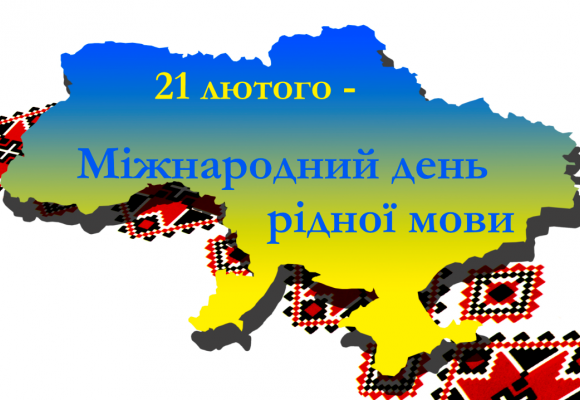 21 лютого -
Міжнародний день
рідної мови